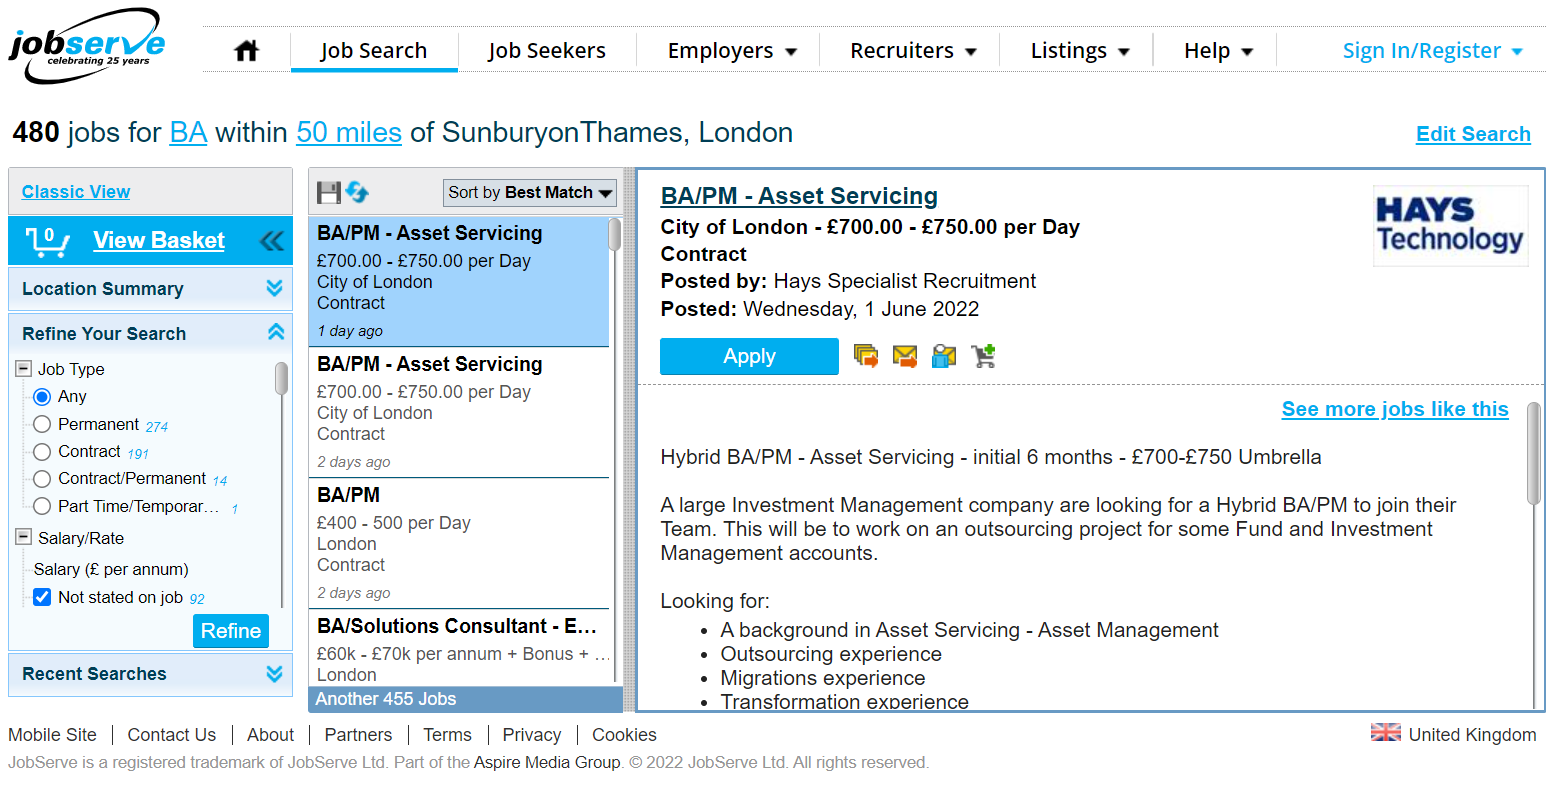 jobserve
celebrating 25 years
Job Search
Job Seekers
Employers
Recruiters
Listings
Help
Sign In/Register
480 jobs for BA within 50 miles of SunburyonThames, London
Edit Search
Classic View
0 View Basket
Location Summary
Refine Your Search
Job Type
Any
Permanent 274
Contract 191
Contract/Permanent 14
Part Time/Temporar... 1
Salary/Rate
Salary (£ per annum)
Not stated on job 92
Refine
Recent Searches
Sort by Best Match
BA/PM - Asset Servicing
£700.00 - £750.00 per Day
City of London
Contract
1 day ago
BA/PM - Asset Servicing
£700.00 - £750.00 per Day
City of London
Contract
2 days ago
BA/PM
£400 - 500 per Day
London
Contract
2 days ago
BA/Solutions Consultant - E...
£60k - £70k per annum + Bonus + ...
London
Another 455 Jobs
BA/PM - Asset Servicing
City of London - £700.00 - £750.00 per Day
Contract
Posted by: Hays Specialist Recruitment
Posted: Wednesday, 1 June 2022
HAYS
Technology
Apply
See more jobs like this
Hybrid BA/PM - Asset Servicing - initial 6 months - £700-£750 Umbrella
A large Investment Management company are looking for a Hybrid BA/PM to join their
Team. This will be to work on an outsourcing project for some Fund and Investment
Management accounts.
Looking for:
• A background in Asset Servicing - Asset Management
• Outsourcing experience
• Migrations experience
• Transformation experience
Mobile Site | Contact Us | About | Partners | Terms | Privacy | Cookies
United Kingdom
JobServe is a registered trademark of JobServe Ltd. Part of the Aspire Media Group. © 2022 JobServe Ltd. All rights reserved.